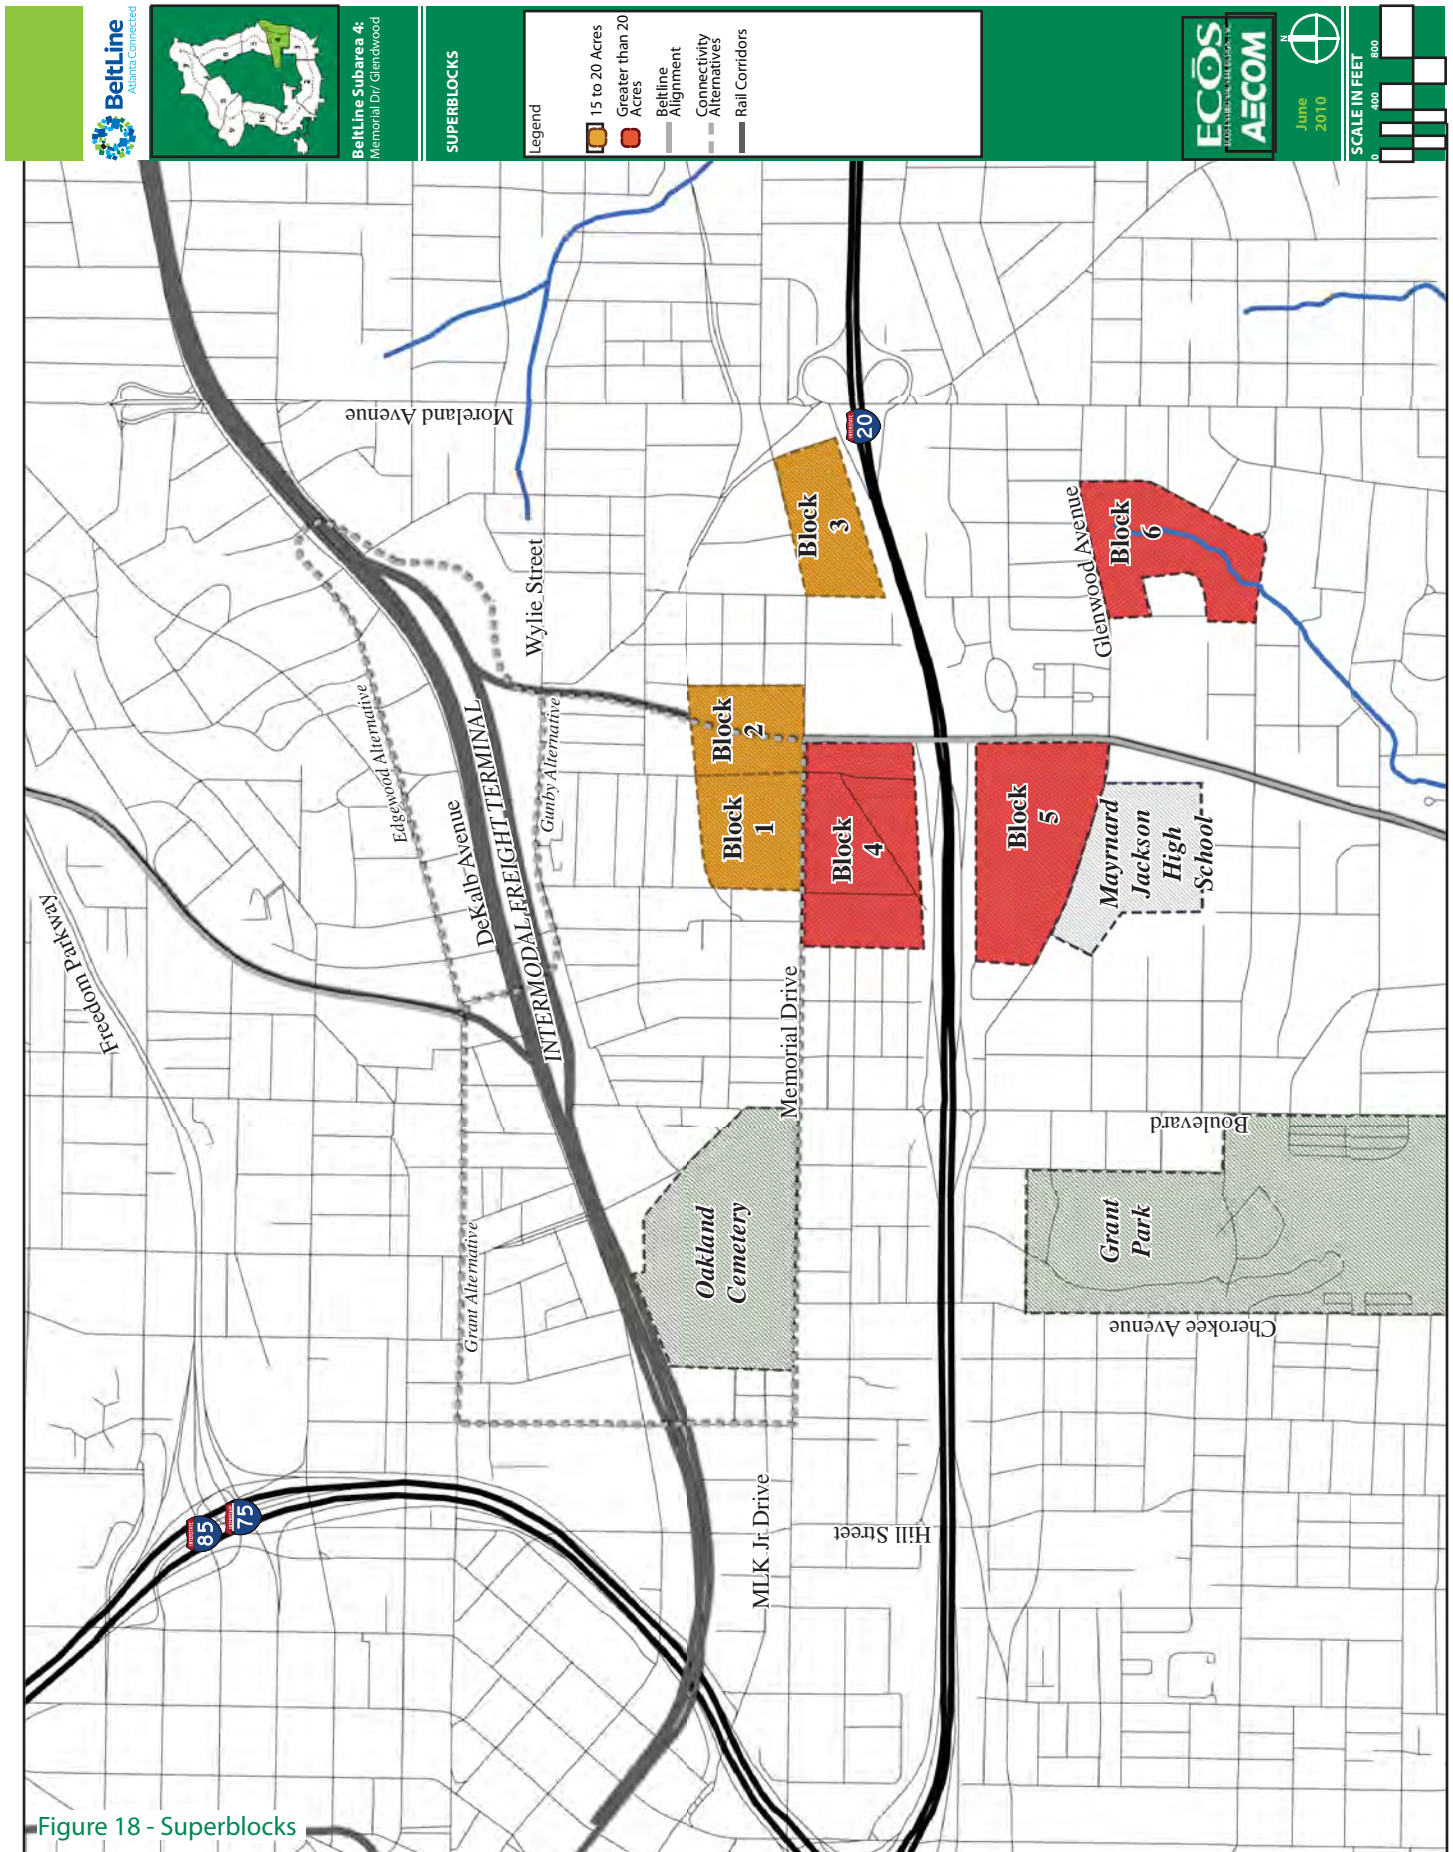 BeltLine
Atlanta Connected
BeltLine Subarea 4:
Memorial Dr/ Glendwood
SUPERBLOCKS
Legend
15 to 20 Acres
Greater than 20
Acres
Beltline
Alignment
Connectivity
Alternatives
Rail Corridors
ECOS
AECOM
June
2010
N
SCALE IN FEET
0
400
800
Freedom Parkway
Moreland Avenue
Edgewood Alternative
DeKalb Avenue
INTERMODAL FREIGHT TERMINAL
Wylie Street
Gunby Alternative
Grant Alternative
85
75
20
Block
1
Block
2
Block
3
Block
4
Block
5
Block
6
Glenwood Avenue
Mayrnard
Jackson
High
School
Memorial Drive
Oakland
Cemetery
Boulevard
Grant
Park
Cherokee Avenue
MLK Jr Drive
Hill Street
Figure 18 - Superblocks